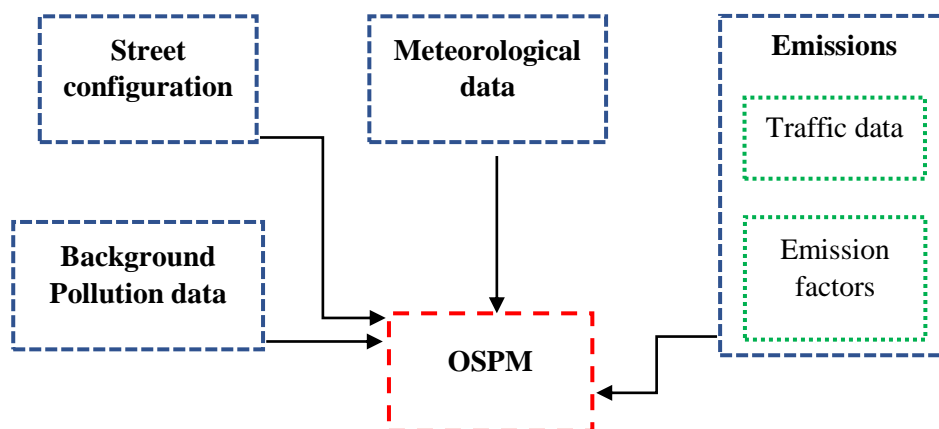 Street
configuration
Meteorological
data
Emissions
Traffic data
Emission
factors
Background
Pollution data
OSPM